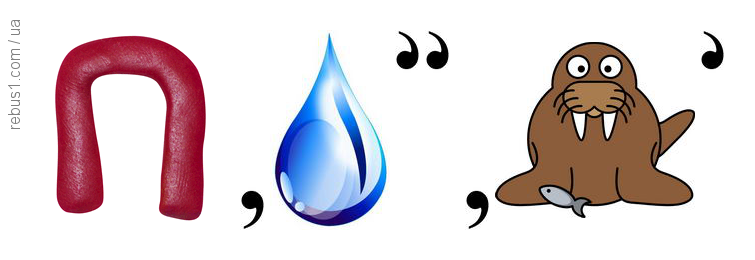 rebus1.com/ua
П , ,, , ,